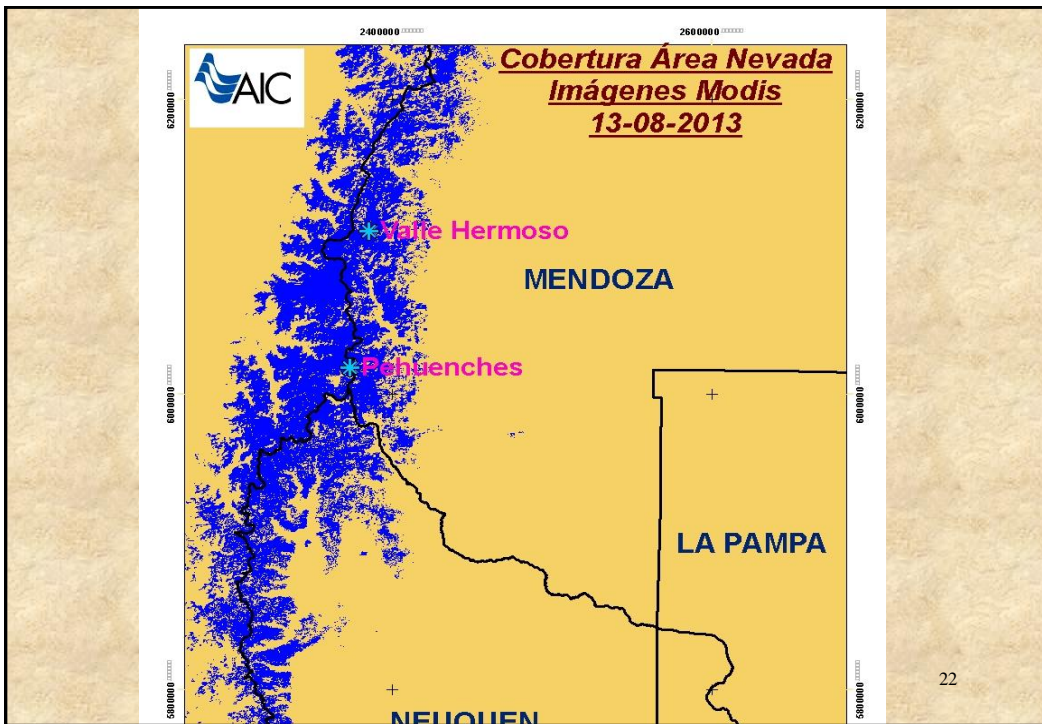 2400000
2600000
AIC
Cobertura Área Nevada
Imágenes Modis
13-08-2013
6200000
6200000
Valle Hermoso
MENDOZA
Pehuenches
6000000
6000000
LA PAMPA
22
5800000
5800000
NEUQUEN